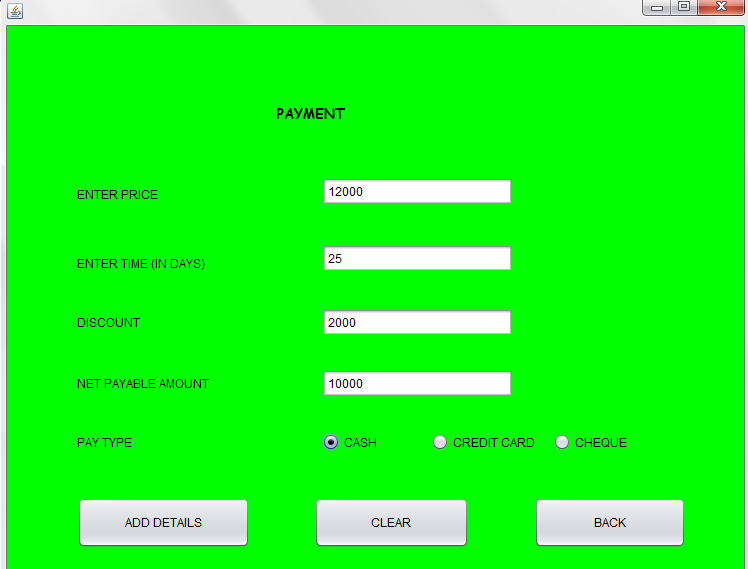 PAYMENT
ENTER PRICE 12000
ENTER TIME (IN DAYS) 25
DISCOUNT 2000
NET PAYABLE AMOUNT 10000
PAY TYPE CASH CREDIT CARD CHEQUE
ADD DETAILS CLEAR BACK